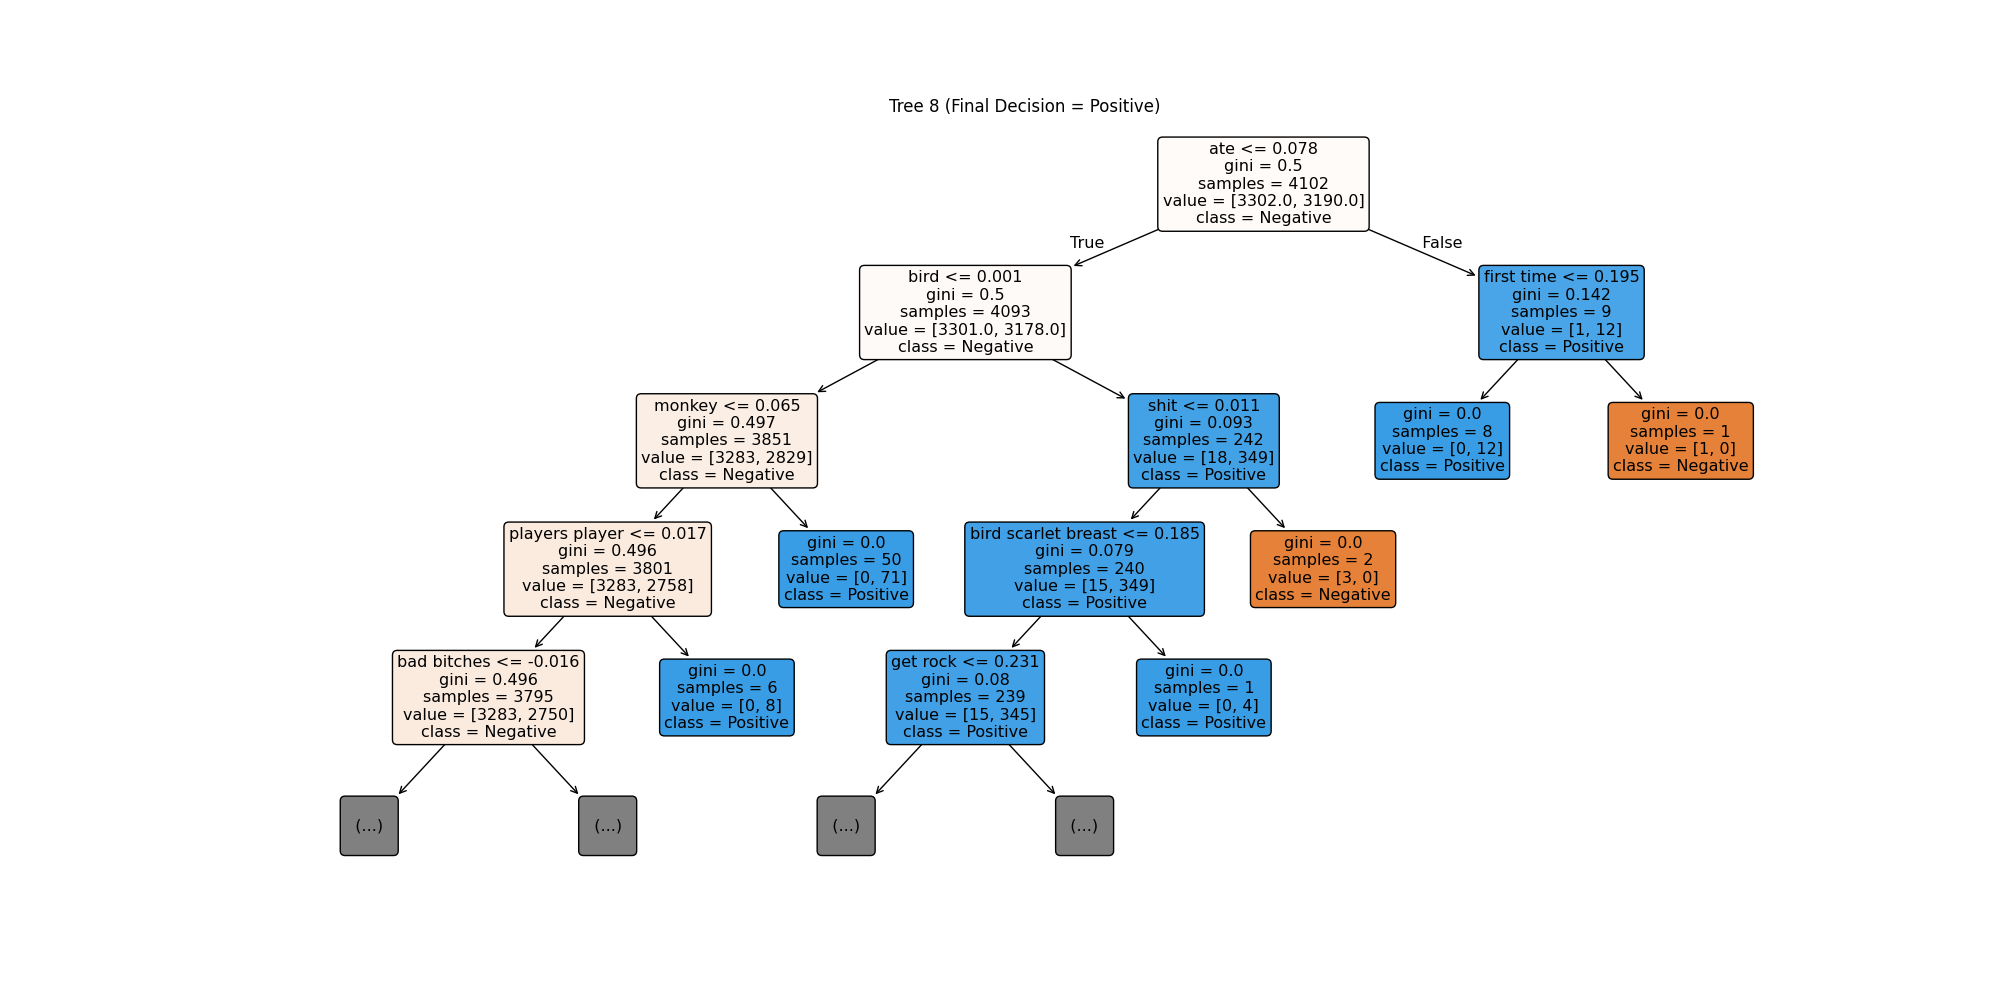 Tree 8 (Final Decision = Positive)
ate <= 0.078
gini = 0.5
samples = 4102
value = [3302.0, 3190.0]
class = Negative
True
False
bird <= 0.001
gini = 0.5
samples = 4093
value = [3301.0, 3178.0]
class = Negative
first time <= 0.195
gini = 0.142
samples = 9
value = [1, 12]
class = Positive
monkey <= 0.065
gini = 0.497
samples = 3851
value = [3283, 2829]
class = Negative
shit <= 0.011
gini = 0.093
samples = 242
value = [18, 349]
class = Positive
gini = 0.0
samples = 8
value = [0, 12]
class = Positive
gini = 0.0
samples = 1
value = [1, 0]
class = Negative
players player <= 0.017
gini = 0.496
samples = 3801
value = [3283, 2758]
class = Negative
gini = 0.0
samples = 50
value = [0, 71]
class = Positive
bird scarlet breast <= 0.185
gini = 0.079
samples = 240
value = [15, 349]
class = Positive
gini = 0.0
samples = 2
value = [3, 0]
class = Negative
bad bitches <= -0.016
gini = 0.496
samples = 3795
value = [3283, 2750]
class = Negative
gini = 0.0
samples = 6
value = [0, 8]
class = Positive
get rock <= 0.231
gini = 0.08
samples = 239
value = [15, 345]
class = Positive
gini = 0.0
samples = 1
value = [0, 4]
class = Positive
(...)
(...)
(...)
(...)